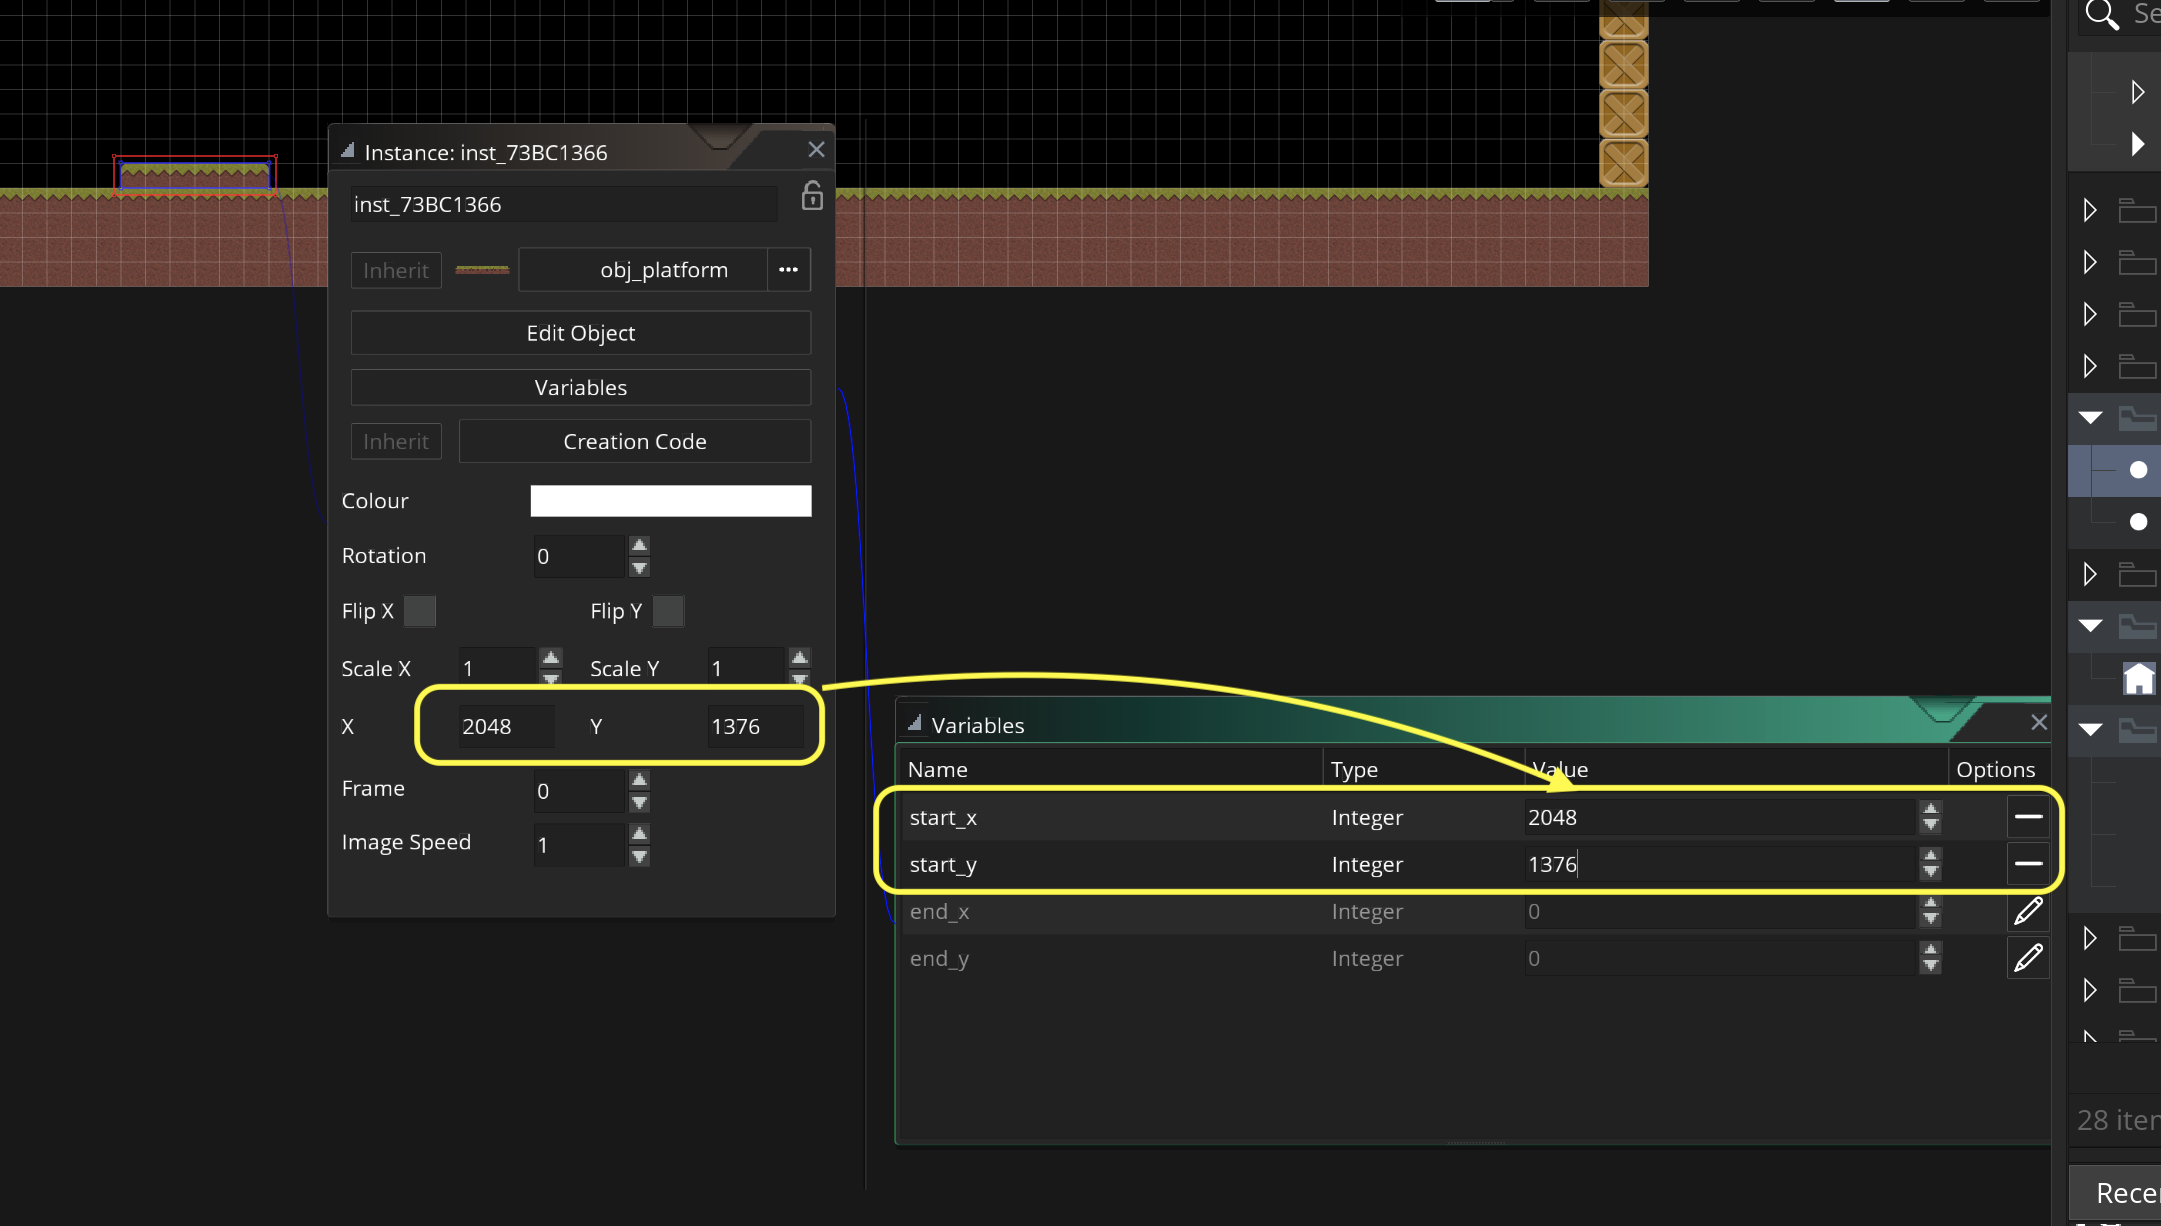 Instance: inst_73BC1366
inst_73BC1366
Inherit
obj_platform
...
Edit Object
Variables
Inherit
Creation Code
Colour
Rotation 0
Flip X
Flip Y
Scale X 1
Scale Y 1
X 2048
Y 1376
Frame 0
Image Speed 1
Variables
Name Type Value Options
start_x Integer 2048
start_y Integer 1376
end_x Integer 0
end_y Integer 0
Se
28 iter
Rece